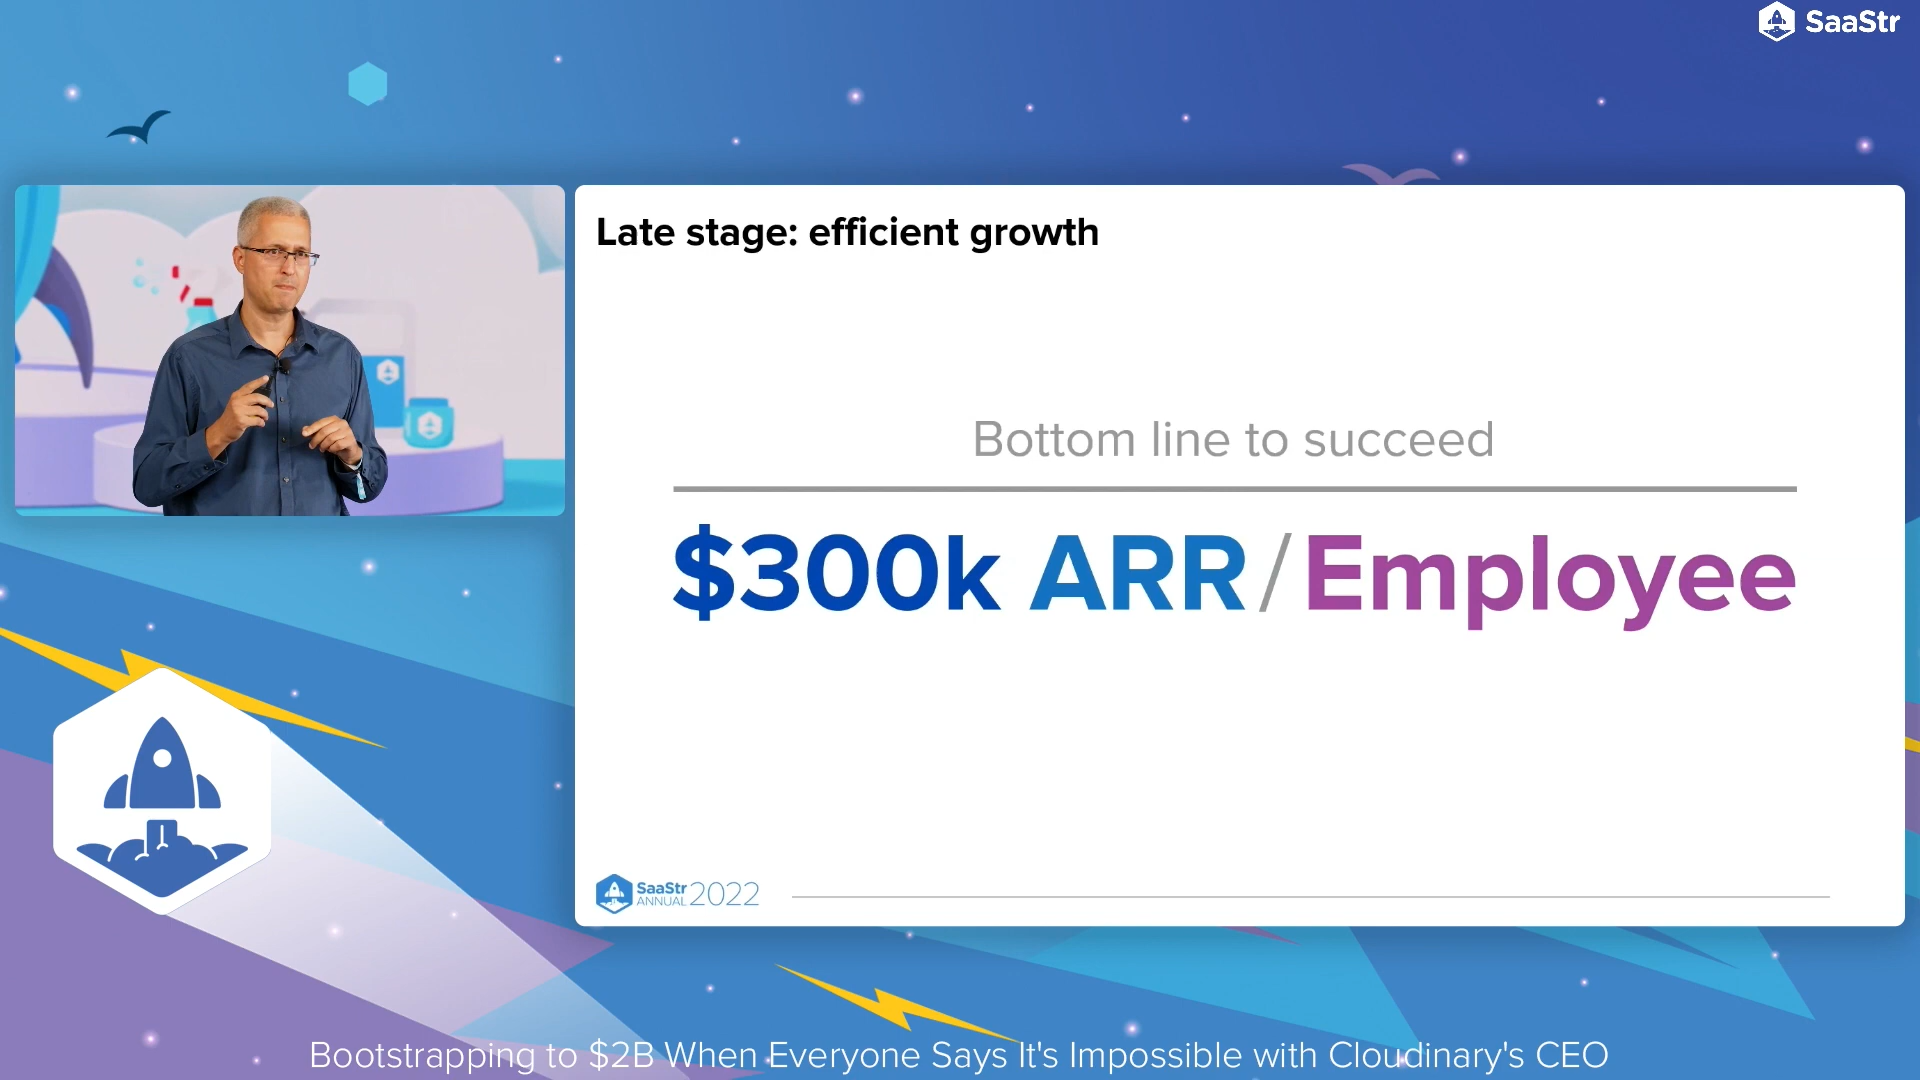 SaaStr
Late stage: efficient growth
Bottom line to succeed
$300k ARR/Employee
SaaStr
ANNUAL 2022
Bootstrapping to $2B When Everyone Says It's Impossible with Cloudinary's CEO